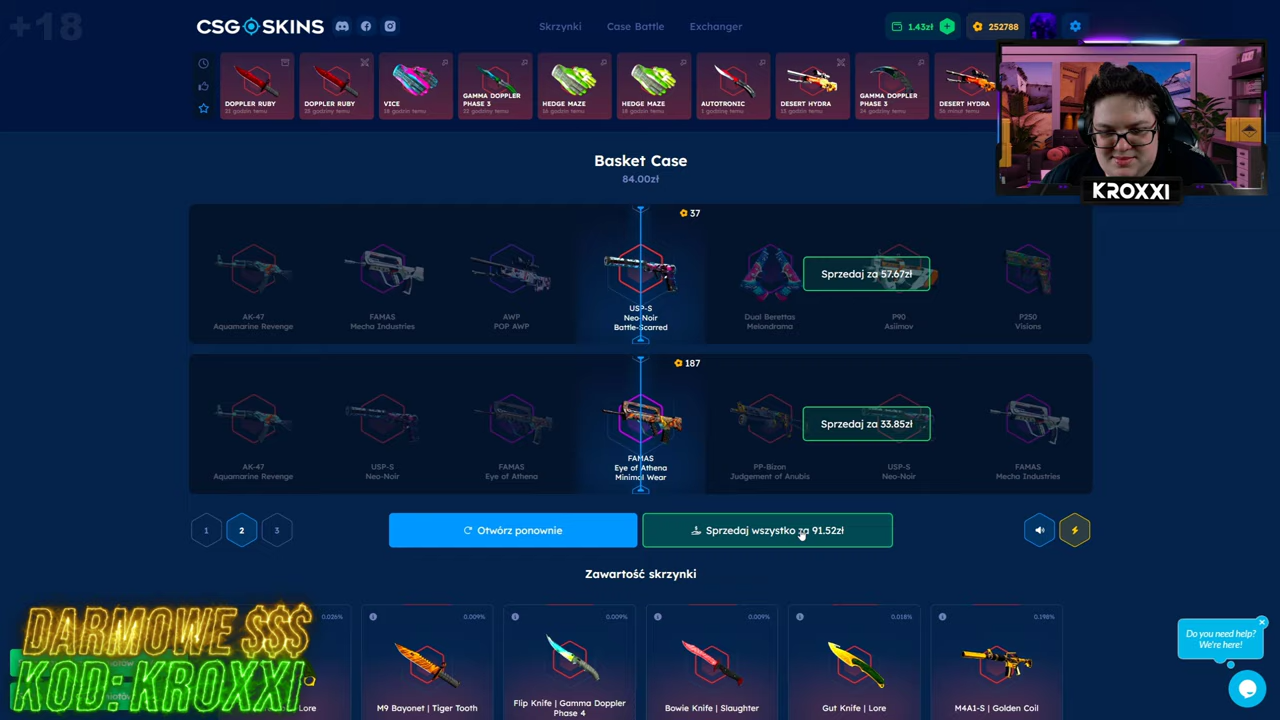 +18
CSG SKINS
Skrzynki
Case Battle
Exchanger
1.43zł
252788
DOPPLER RUBY
DOPPLER RUBY
VICE
GAMMA DOPPLER
PHASE 3
HEDGE MAZE
HEDGE MAZE
AUTOTRONIC
DESERT HYDRA
GAMMA DOPPLER
PHASE 3
DESERT HYDRA
KROXXI
Basket Case
84.00zł
37
AK-47
Aquamarine Revenge
FAMAS
Mecha Industries
AWP
POP AWP
USP-S
Neo-Noir
Battle-Scarred
Dual Berettas
Melondrama
Sprzedaj za 57.67zł
P90
Asiimov
P250
Visions
187
AK-47
Aquamarine Revenge
USP-S
Neo-Noir
FAMAS
Eye of Athena
FAMAS
Eye of Athena
Minimal Wear
PP-Bizon
Judgement of Anubis
Sprzedaj za 33.85zł
USP-S
Neo-Noir
FAMAS
Mecha Industries
1
2
3
Otwórz ponownie
Sprzedaj wszystko za 91.52zł
Zawartość skrzynki
DARMOWE $$$
KOD: KROXXI
0.026%
Lore
0.009%
M9 Bayonet | Tiger Tooth
0.009%
Flip Knife | Gamma Doppler
Phase 4
0.009%
Bowie Knife | Slaughter
0.018%
Gut Knife | Lore
0.198%
M4A1-S | Golden Coil
Do you need help?
We're here!